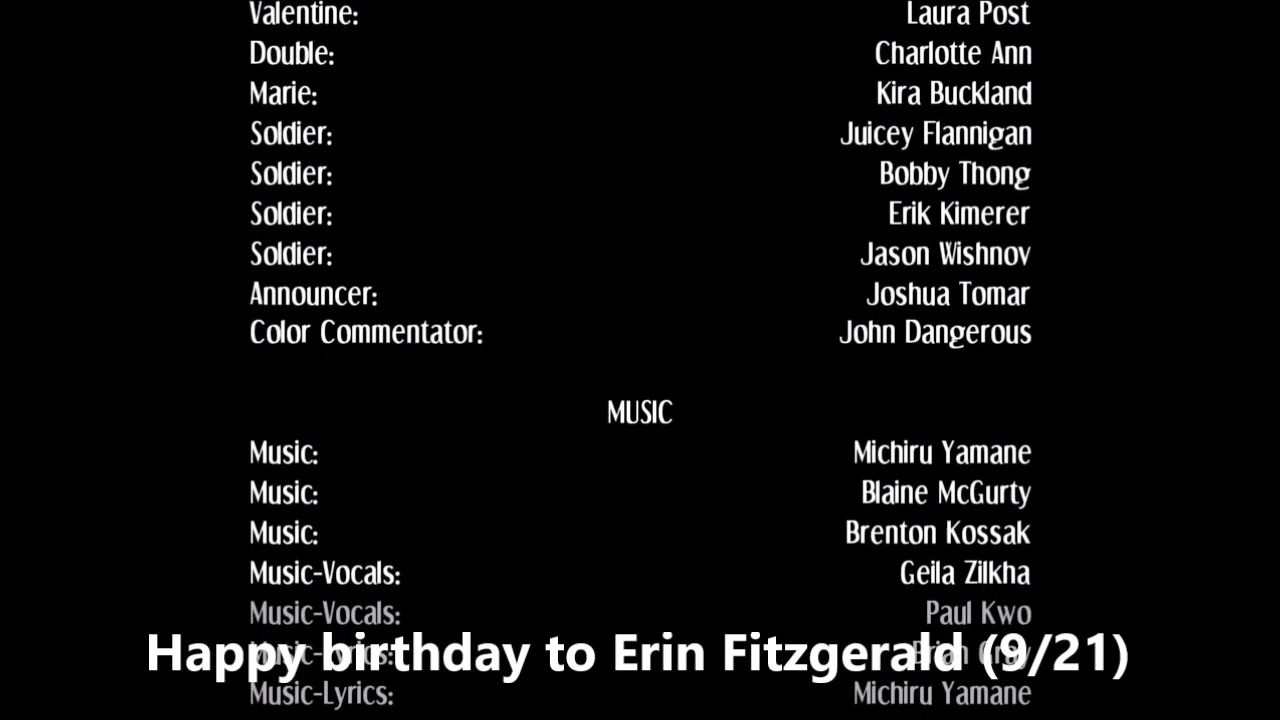 Valentine: Laura Post
Double: Charlotte Ann
Marie: Kira Buckland
Soldier: Juicey Flannigan
Soldier: Bobby Thong
Soldier: Erik Kimerer
Soldier: Jason Wishnov
Announcer: Joshua Tomar
Color Commentator: John Dangerous
MUSIC
Music: Michiru Yamane
Music: Blaine McGurty
Music: Brenton Kossak
Music-Vocals: Geila Zilkha
Music-Vocals: Paul Kwo
Happy birthday to Erin Fitzgerald (9/21)
Music-Lyrics: Michiru Yamane